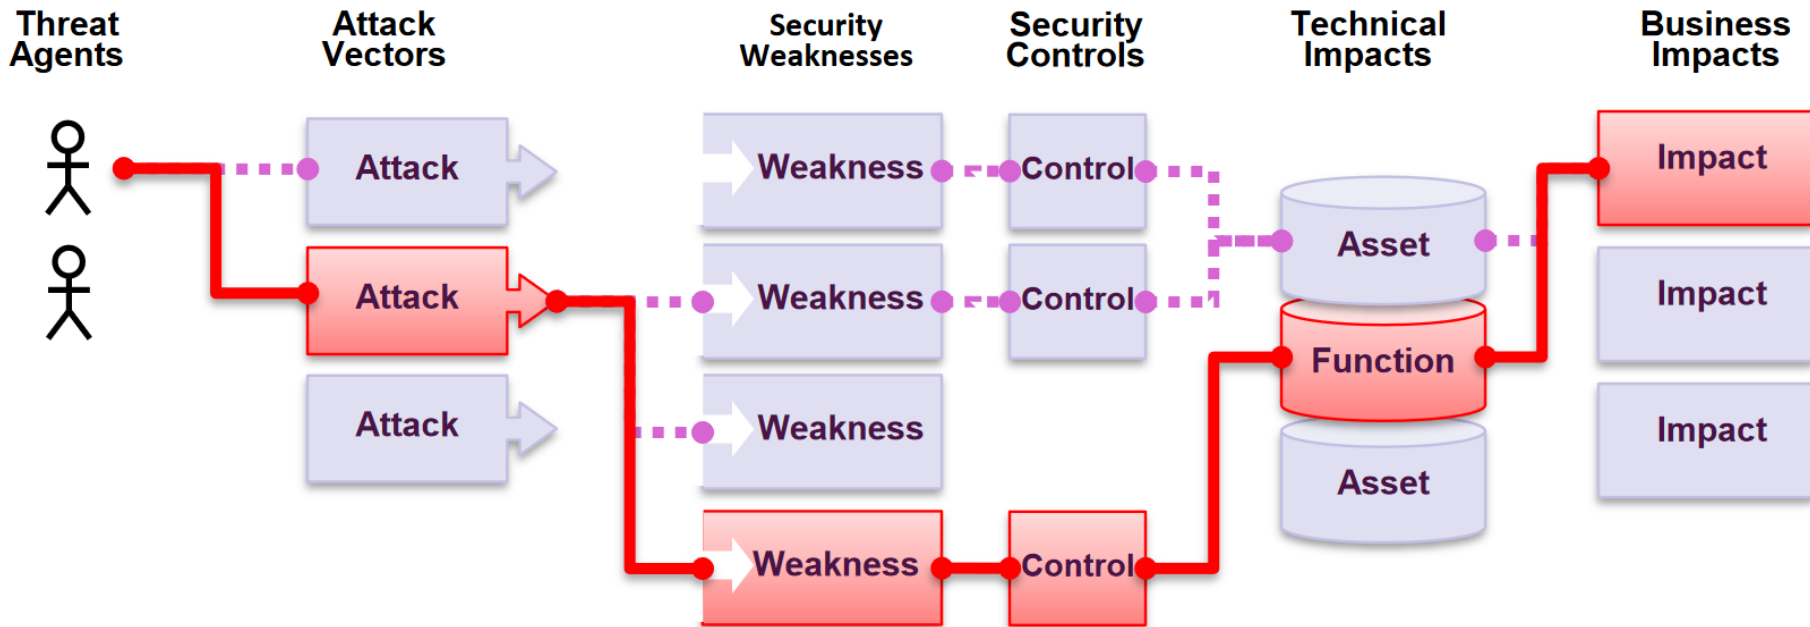 Threat
Agents
Attack
Vectors
Security
Weaknesses
Security
Controls
Technical
Impacts
Business
Impacts
Attack
Weakness
Control
Impact
Asset
Attack
Weakness
Control
Impact
Function
Attack
Weakness
Impact
Asset
Weakness
Control